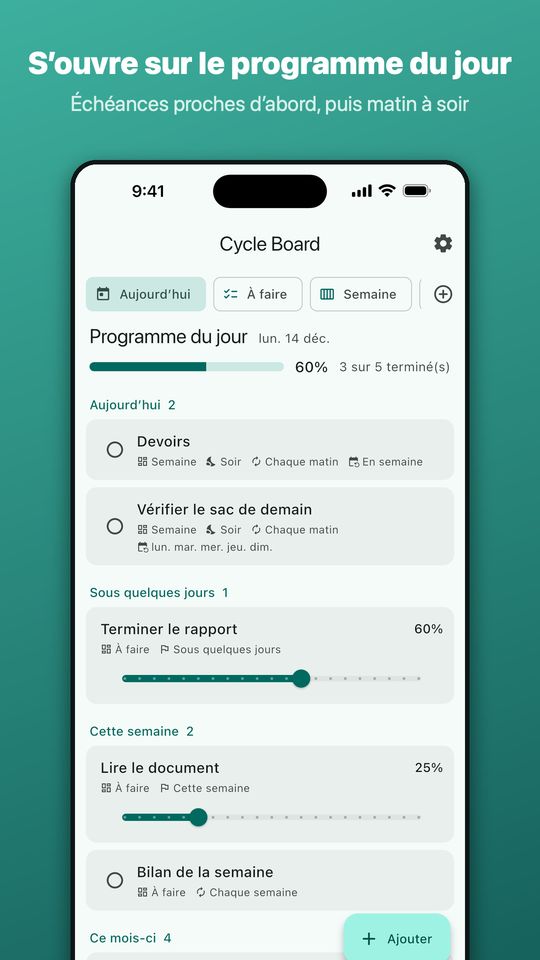 S’ouvre sur le programme du jour
Échéances proches d’abord, puis matin à soir
9:41
Cycle Board
Aujourd’hui À faire Semaine
Programme du jour lun. 14 déc.
60% 3 sur 5 terminé(s)
Aujourd’hui 2
Devoirs
Semaine Soir Chaque matin En semaine
Vérifier le sac de demain
Semaine Soir Chaque matin
lun. mar. mer. jeu. dim.
Sous quelques jours 1
Terminer le rapport 60%
À faire Sous quelques jours
Cette semaine 2
Lire le document 25%
À faire Cette semaine
Bilan de la semaine
À faire Chaque semaine
Ce mois-ci 4
+ Ajouter